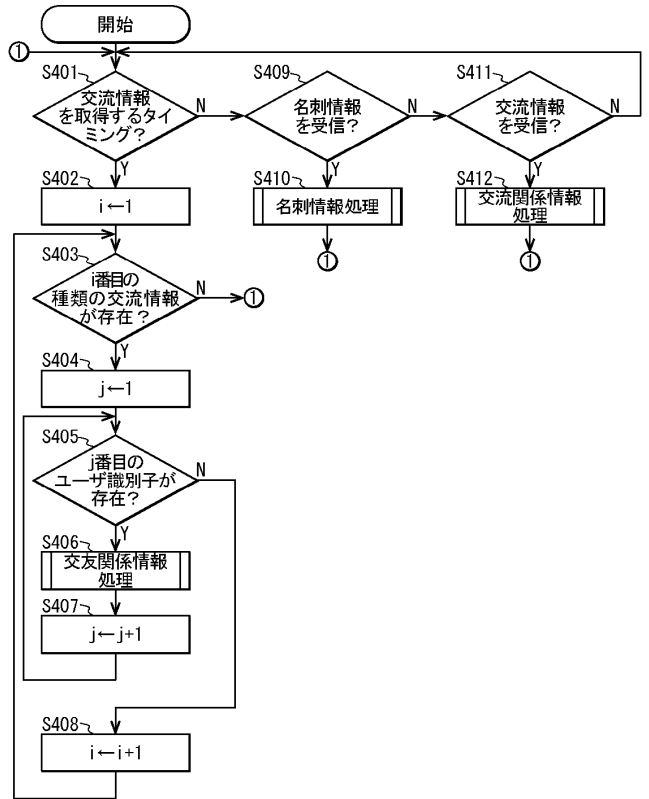 開始
①
S401
交流情報
を取得するタイ
ミング？
N
Y
S409
名刺情報
を受信？
N
Y
S411
交流情報
を受信？
N
Y
S402
i←1
S410
名刺情報処理
①
S412
交流関係情報
処理
①
S403
i番目の
種類の交流情報
が存在？
N
①
Y
S404
j←1
S405
j番目の
ユーザ識別子が
存在？
N
Y
S406
交友関係情報
処理
S407
j←j+1
S408
i←i+1